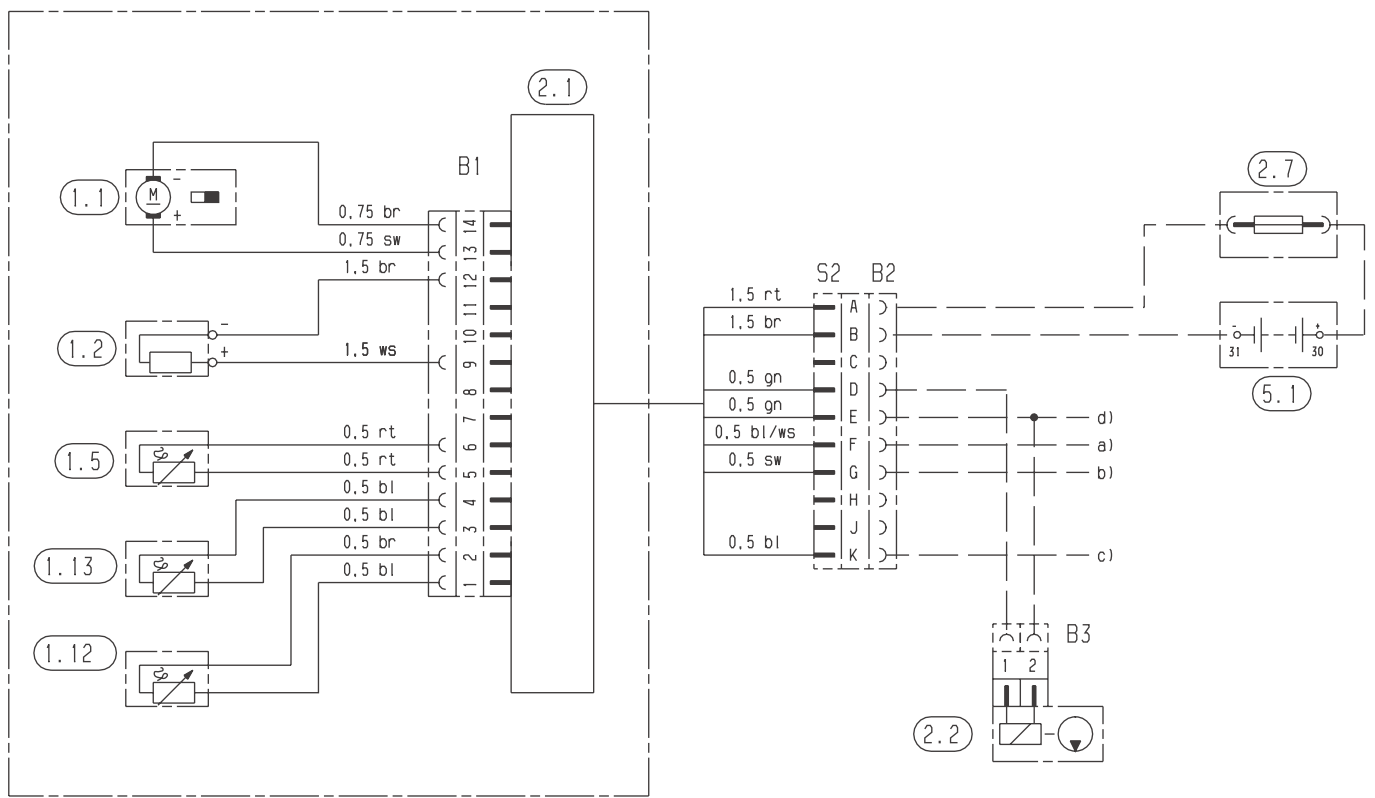 2.1
B1
1.1
M
-
+
0,75 br
0,75 sw
1,5 br
14
13
12
11
10
9
8
7
6
5
4
3
2
1
1.2
-
+
1,5 ws
1.5
0,5 rt
0,5 rt
0,5 bl
0,5 bl
1.13
0,5 br
0,5 bl
1.12
S2 B2
1,5 rt
1,5 br
0,5 gn
0,5 gn
0,5 bl/ws
0,5 sw
0,5 bl
A
B
C
D
E
F
G
H
J
K
2.7
- +
31 30
5.1
d)
a)
b)
c)
B3
1 2
2.2